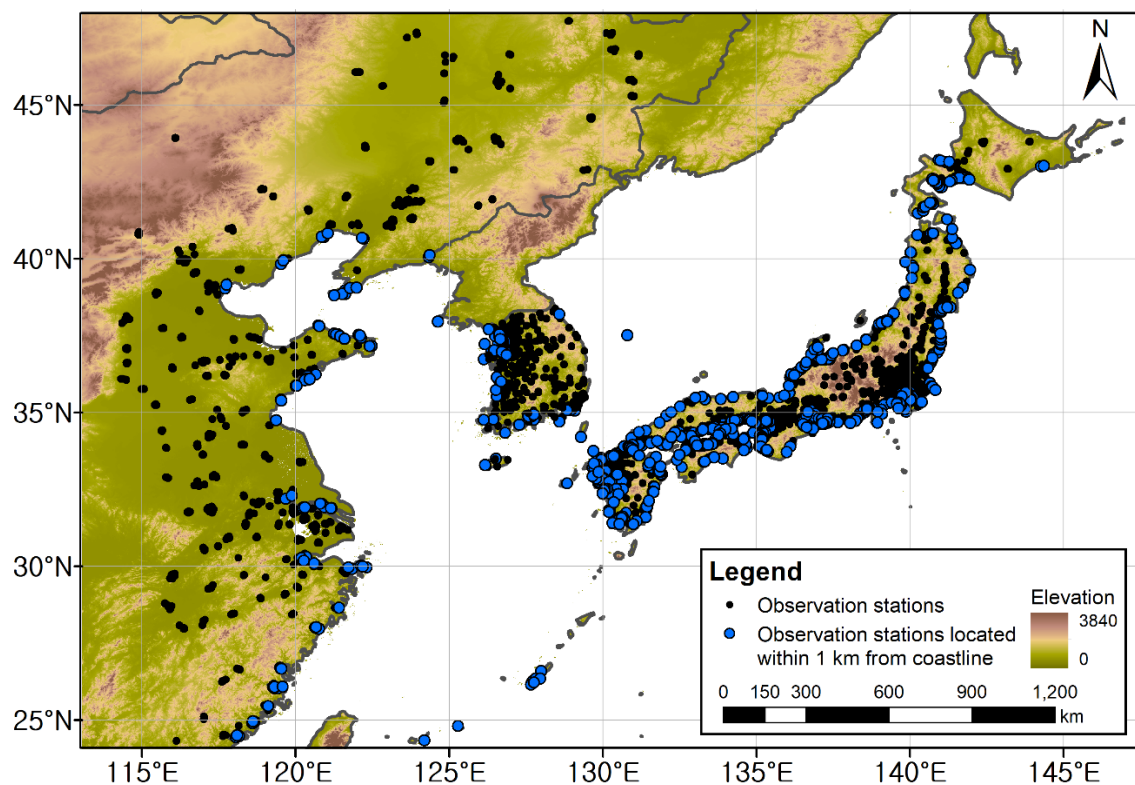 N
45°N
40°N
35°N
30°N
25°N
115°E 120°E 125°E 130°E 135°E 140°E 145°E
Legend
Observation stations
Observation stations located
within 1 km from coastline
Elevation
3840
0
0 150 300 600 900 1,200
km